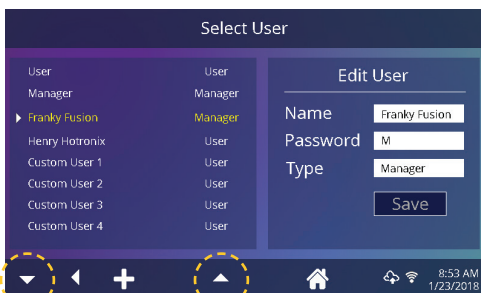 Select User
User User
Manager Manager
Franky Fusion Manager
Henry Hotronix User
Custom User 1 User
Custom User 2 User
Custom User 3 User
Custom User 4 User
Edit User
Name Franky Fusion
Password M
Type Manager
Save
8:53 AM
1/23/2018